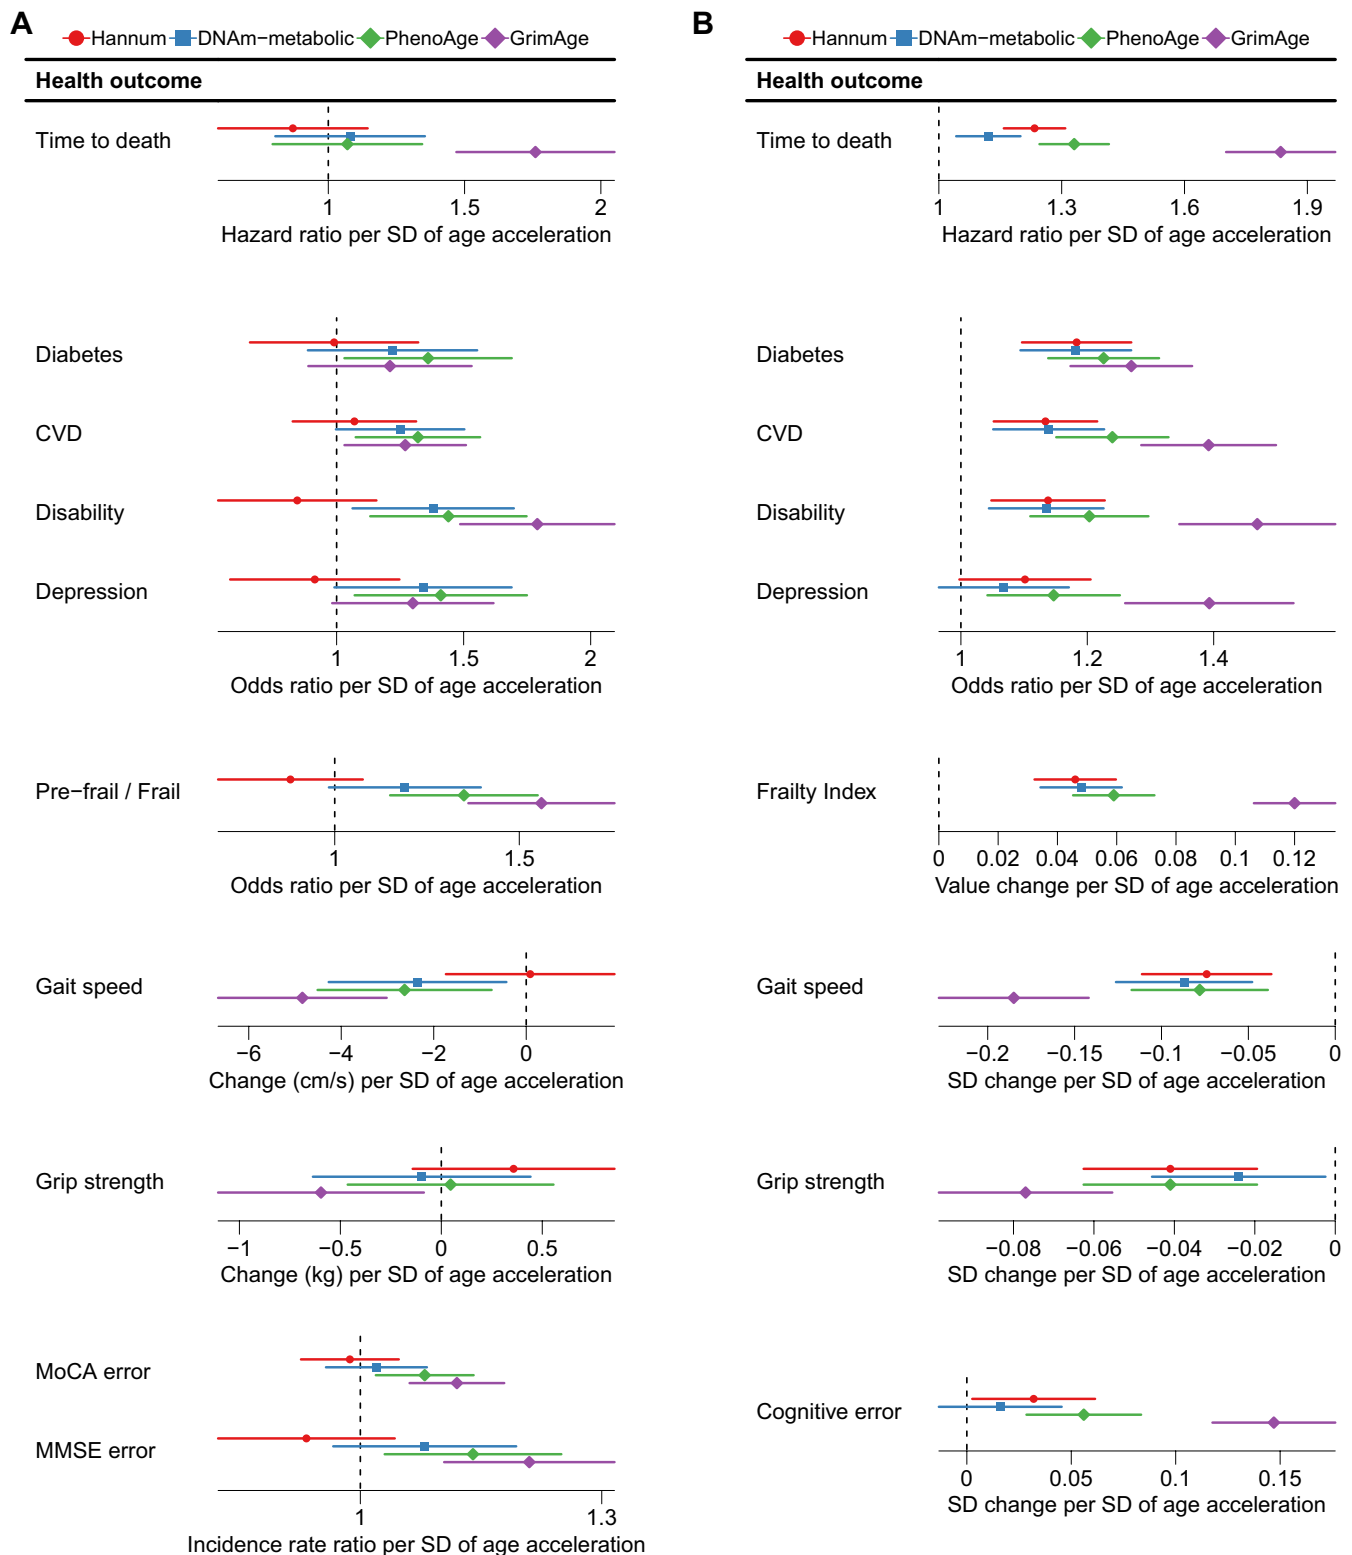 A
Hannum DNAm−metabolic PhenoAge GrimAge
Health outcome
Time to death
1 1.5 2
Hazard ratio per SD of age acceleration
Diabetes
CVD
Disability
Depression
1 1.5 2
Odds ratio per SD of age acceleration
Pre−frail / Frail
1 1.5
Odds ratio per SD of age acceleration
Gait speed
−6 −4 −2 0
Change (cm/s) per SD of age acceleration
Grip strength
−1 −0.5 0 0.5
Change (kg) per SD of age acceleration
MoCA error
MMSE error
1 1.3
Incidence rate ratio per SD of age acceleration
B
Hannum DNAm−metabolic PhenoAge GrimAge
Health outcome
Time to death
1 1.3 1.6 1.9
Hazard ratio per SD of age acceleration
Diabetes
CVD
Disability
Depression
1 1.2 1.4
Odds ratio per SD of age acceleration
Frailty Index
0 0.02 0.04 0.06 0.08 0.1 0.12
Value change per SD of age acceleration
Gait speed
−0.2 −0.15 −0.1 −0.05 0
SD change per SD of age acceleration
Grip strength
−0.08 −0.06 −0.04 −0.02 0
SD change per SD of age acceleration
Cognitive error
0 0.05 0.1 0.15
SD change per SD of age acceleration